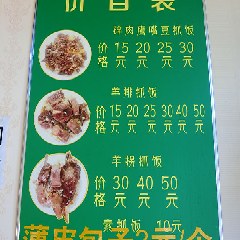 价目表
碎肉鹰嘴豆抓饭
价 15 20 25 30
格 元 元 元 元
羊排抓饭
价 15 20 25 30 40 50
格 元 元 元 元 元 元
羊拐抓饭
价 30 40 50
格 元 元 元
素抓饭 10元
薄皮包子2元/个